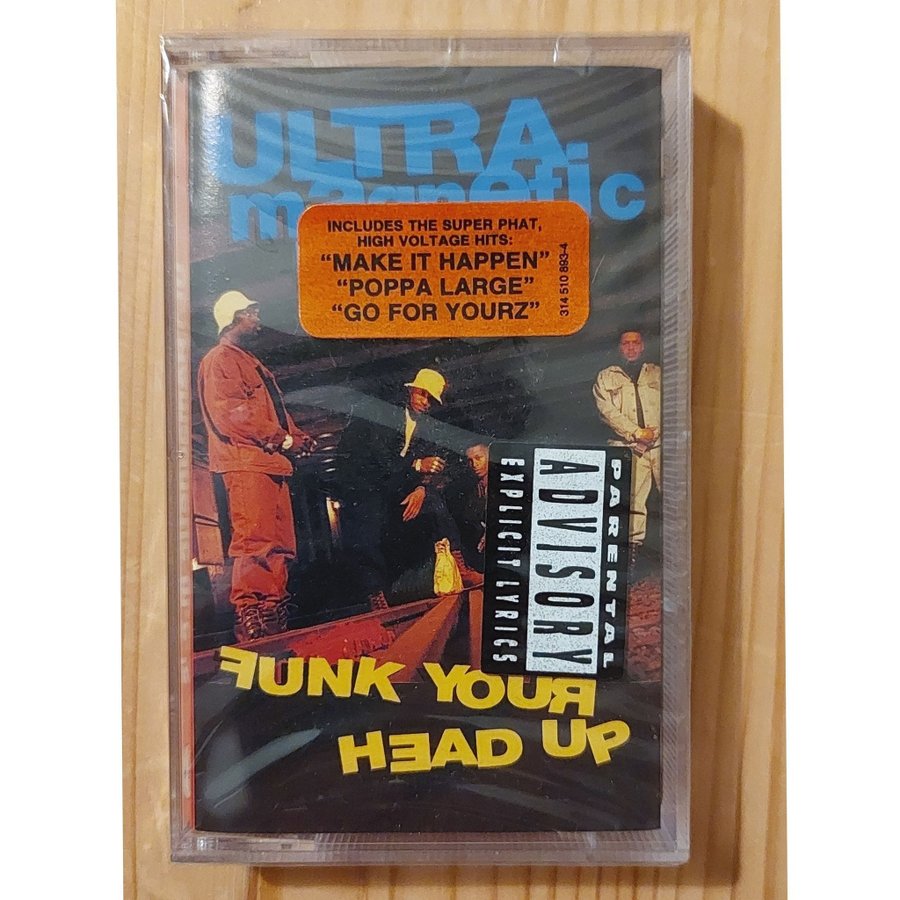 ULTRA
magnetic
INCLUDES THE SUPER PHAT,
HIGH VOLTAGE HITS:
"MAKE IT HAPPEN"
"POPPA LARGE"
"GO FOR YOURZ"
314 510 893-4
PARENTAL
ADVISORY
EXPLICIT LYRICS
FUNK YOUR
HEAD UP